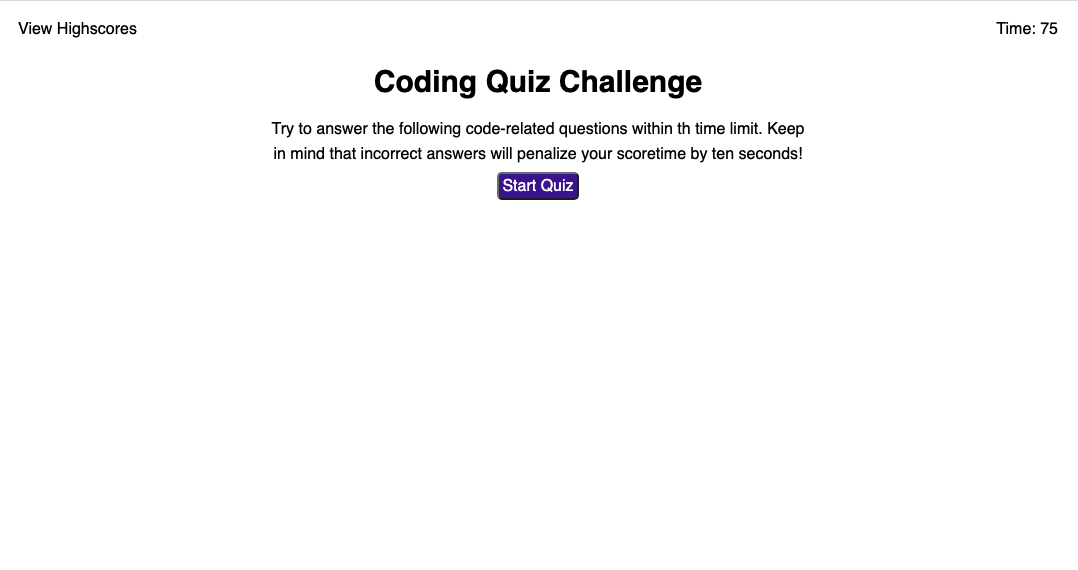 View Highscores
Time: 75
Coding Quiz Challenge
Try to answer the following code-related questions within th time limit. Keep
in mind that incorrect answers will penalize your scoretime by ten seconds!
Start Quiz